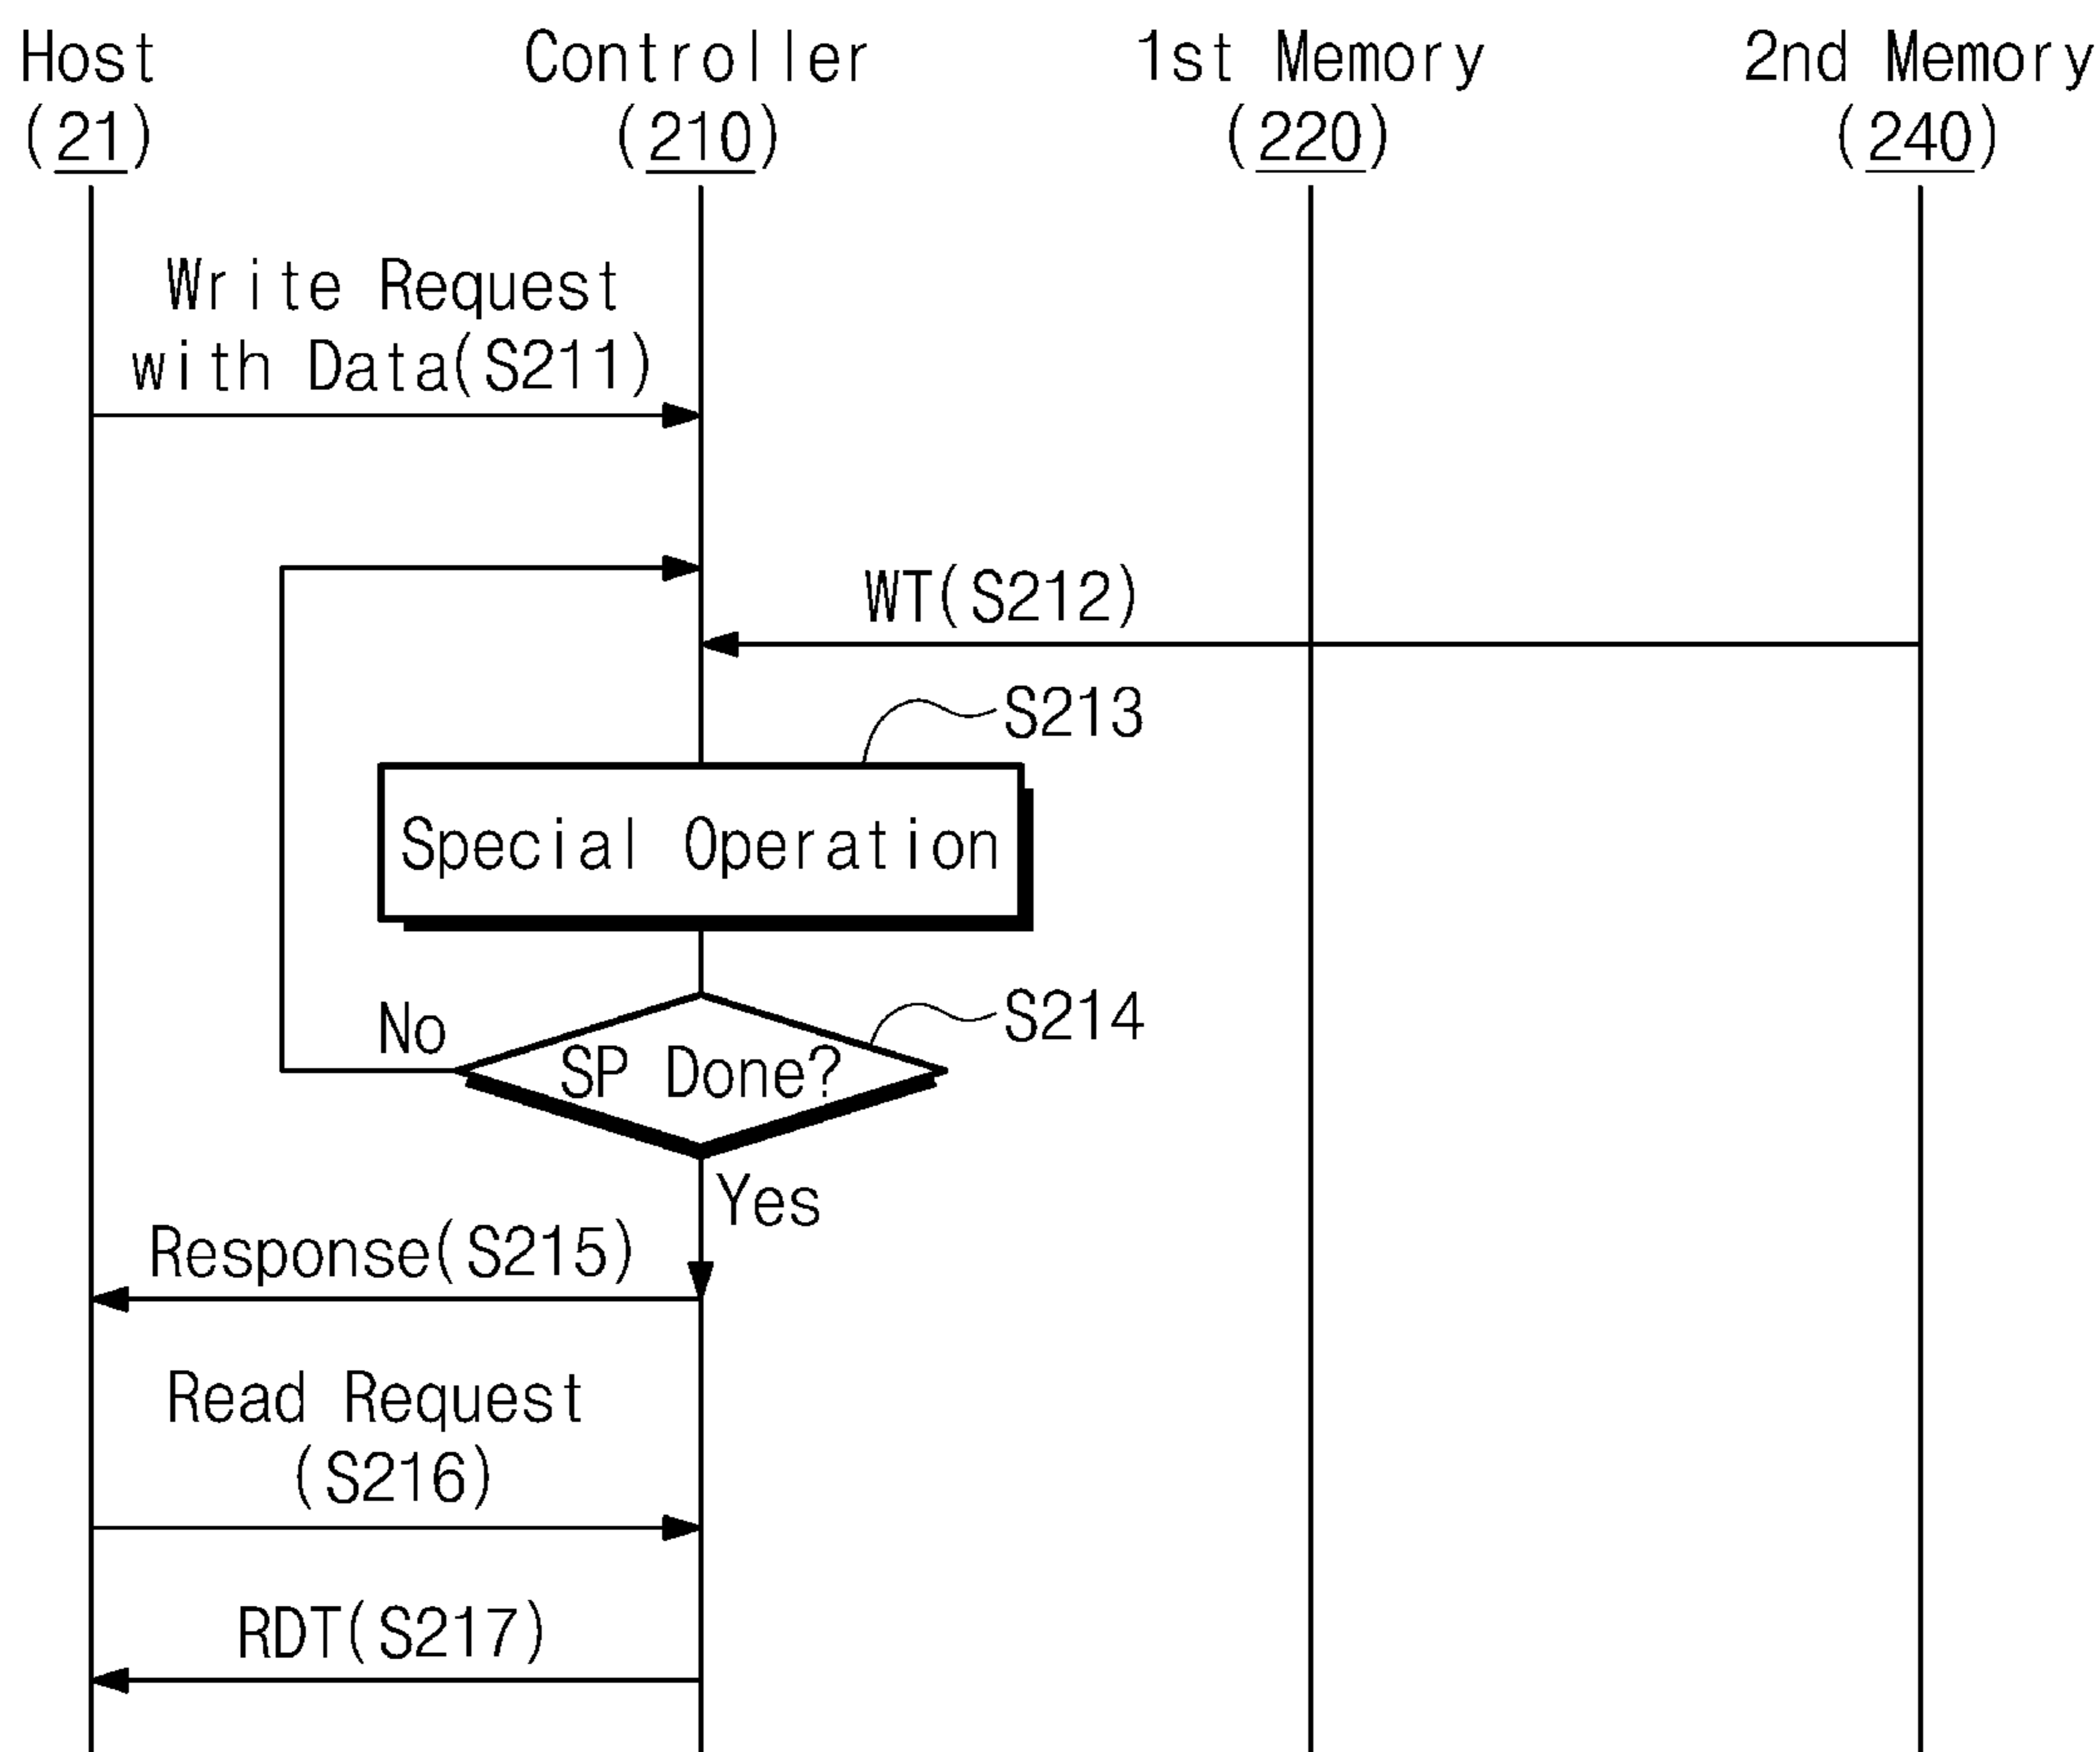 Host
(21)
Controller
(210)
1st Memory
(220)
2nd Memory
(240)
Write Request
with Data(S211)
WT(S212)
S213
Special Operation
No
S214
SP Done?
Yes
Response(S215)
Read Request
(S216)
RDT(S217)